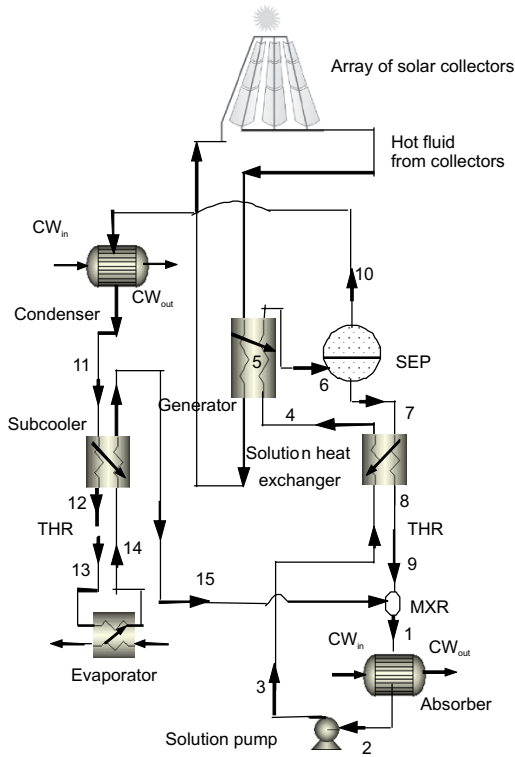 Array of solar collectors
Hot fluid
from collectors
CWin
CWout
Condenser
10
11
5
SEP
6
Generator
4
7
Subcooler
Solution heat
exchanger
8
12
THR
THR
14
13
9
15
MXR
1
CWin
CWout
Evaporator
3
Absorber
Solution pump
2